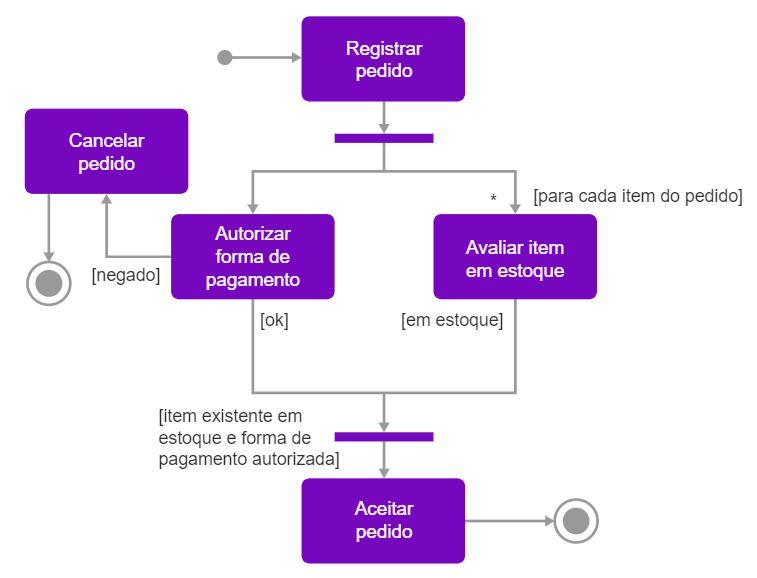 Registrar
pedido
Cancelar
pedido
*
[para cada item do pedido]
Autorizar
forma de
pagamento
Avaliar item
em estoque
[negado]
[ok]
[em estoque]
[item existente em
estoque e forma de
pagamento autorizada]
Aceitar
pedido